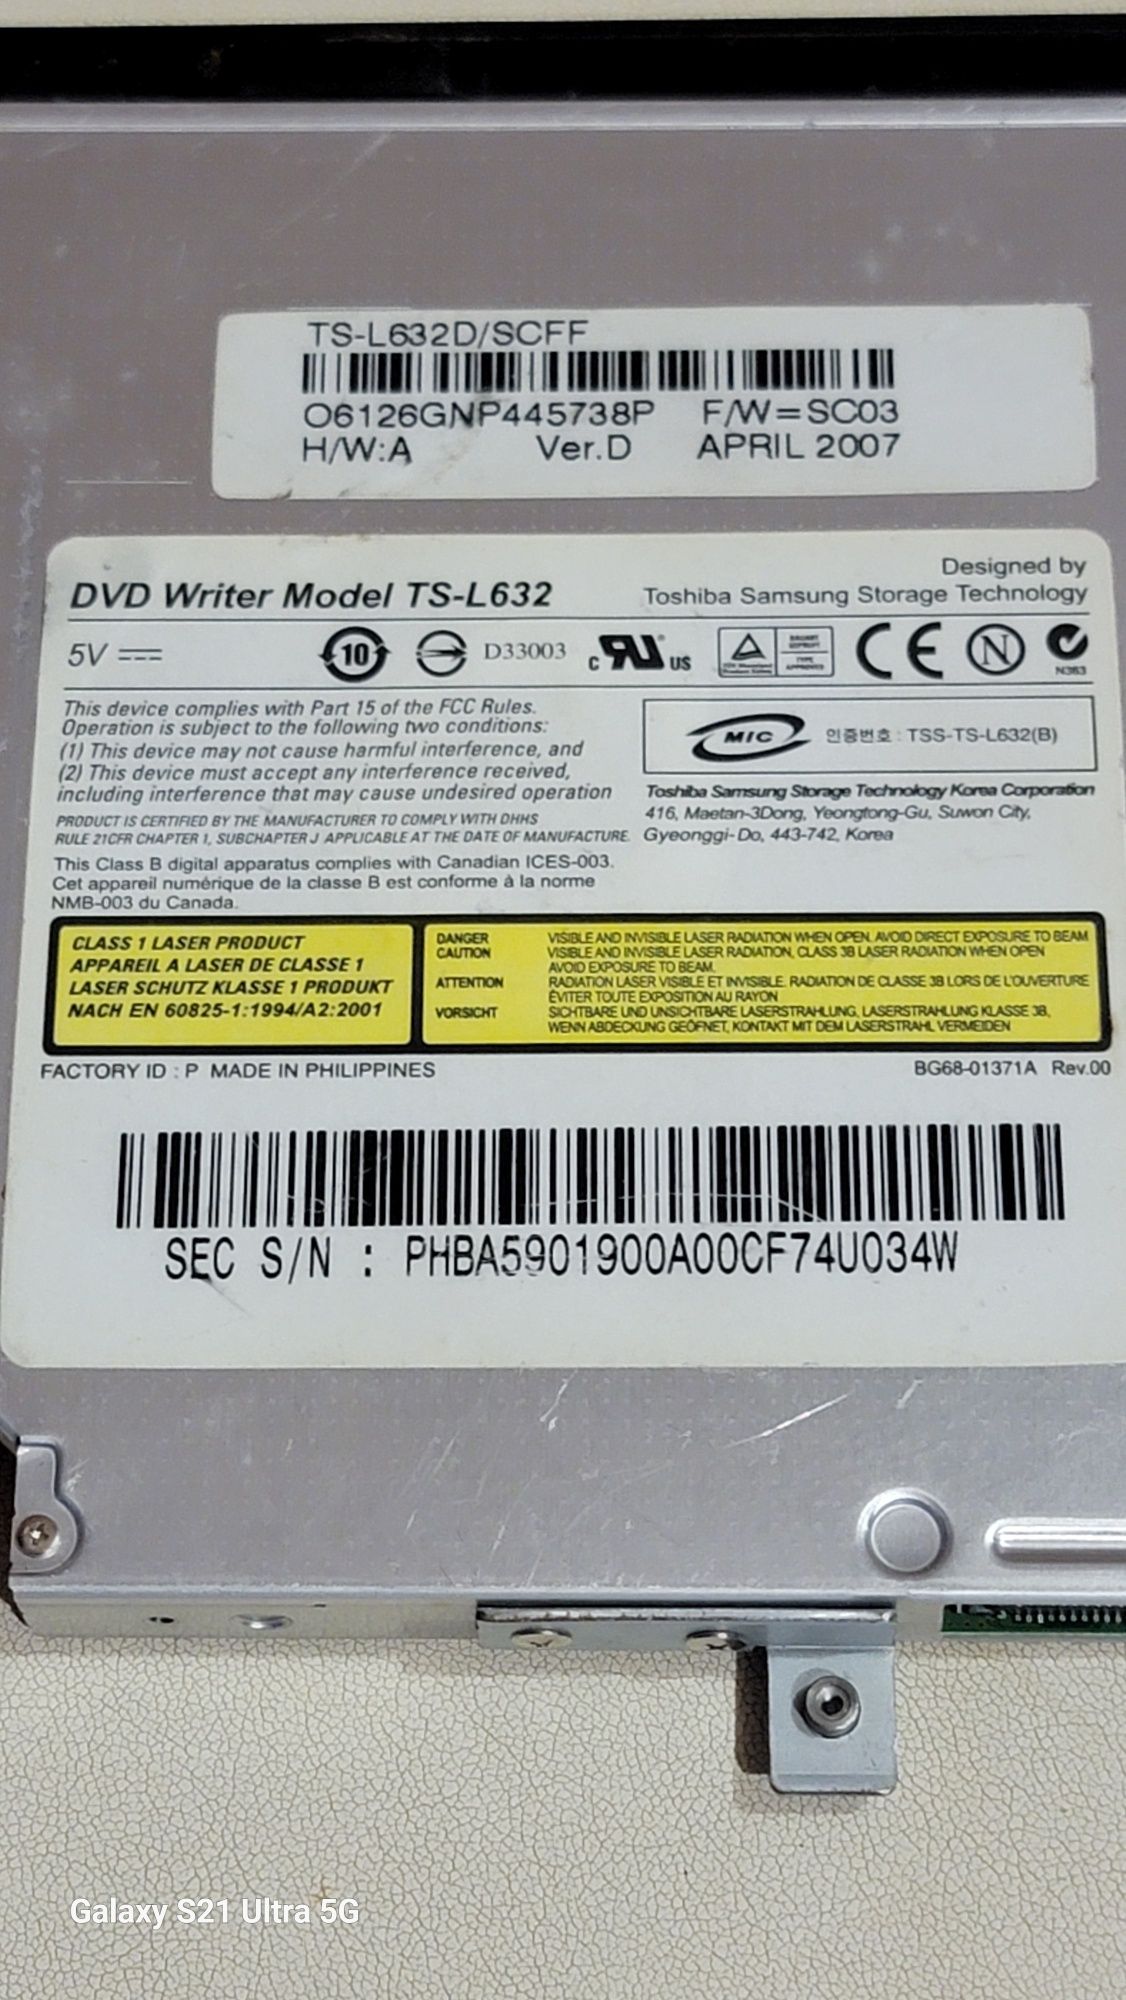 TS-L632D/SCFF
O6126GNP445738P F/W=SC03
H/W:A Ver.D APRIL 2007
Designed by
DVD Writer Model TS-L632 Toshiba Samsung Storage Technology
5V 10 D33003 c RU US CE N N363
This device complies with Part 15 of the FCC Rules.
Operation is subject to the following two conditions:
(1) This device may not cause harmful interference, and
(2) This device must accept any interference received,
including interference that may cause undesired operation
PRODUCT IS CERTIFIED BY THE MANUFACTURER TO COMPLY WITH DHHS
RULE 21CFR CHAPTER 1, SUBCHAPTER J APPLICABLE AT THE DATE OF MANUFACTURE.
This Class B digital apparatus complies with Canadian ICES-003.
Cet appareil numérique de la classe B est conforme à la norme
NMB-003 du Canada.
MIC 인증번호 : TSS-TS-L632(B)
Toshiba Samsung Storage Technology Korea Corporation
416, Maetan-3Dong, Yeongtong-Gu, Suwon City,
Gyeonggi-Do, 443-742, Korea
CLASS 1 LASER PRODUCT
APPAREIL A LASER DE CLASSE 1
LASER SCHUTZ KLASSE 1 PRODUKT
NACH EN 60825-1:1994/A2:2001
DANGER VISIBLE AND INVISIBLE LASER RADIATION WHEN OPEN. AVOID DIRECT EXPOSURE TO BEAM
CAUTION VISIBLE AND INVISIBLE LASER RADIATION, CLASS 3B LASER RADIATION WHEN OPEN
AVOID EXPOSURE TO BEAM.
ATTENTION RADIATION LASER VISIBLE ET INVISIBLE. RADIATION DE CLASSE 3B LORS DE L'OUVERTURE
ÉVITER TOUTE EXPOSITION AU RAYON
VORSICHT SICHTBARE UND UNSICHTBARE LASERSTRAHLUNG, LASERSTRAHLUNG KLASSE 3B,
WENN ABDECKUNG GEÖFNET, KONTAKT MIT DEM LASERSTRAHL VERMEIDEN
FACTORY ID : P MADE IN PHILIPPINES BG68-01371A Rev.00
SEC S/N : PHBA5901900A00CF74U034W
Galaxy S21 Ultra 5G